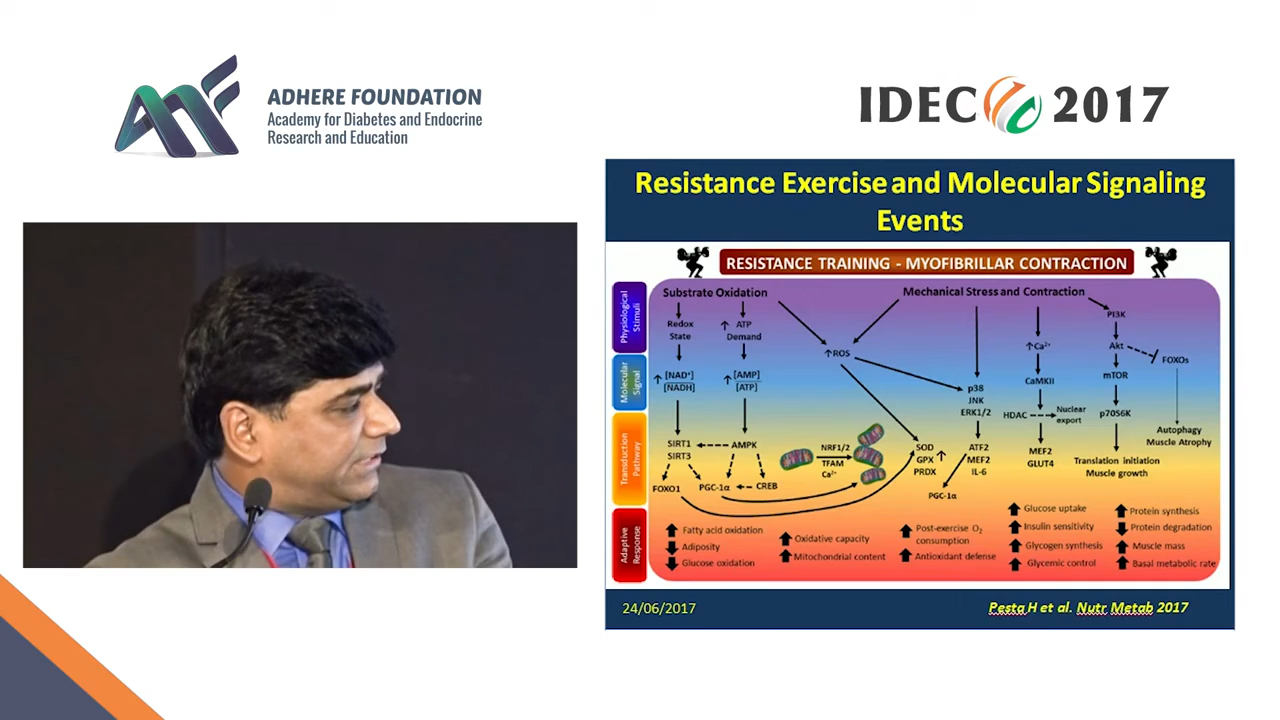 ADHERE FOUNDATION
Academy for Diabetes and Endocrine
Research and Education
IDEC 2017
Resistance Exercise and Molecular Signaling
Events
RESISTANCE TRAINING - MYOFIBRILLAR CONTRACTION
Physiological
Stimuli
Molecular
Signal
Transduction
Pathway
Adaptive
Response
Substrate Oxidation
Mechanical Stress and Contraction
Redox
State
↑ ATP
Demand
↑ROS
↑Ca²⁺
PI3K
Akt
FOXOs
↑ [NAD⁺]
[NADH]
↑ [AMP]
[ATP]
p38
JNK
ERK1/2
CaMKII
HDAC
Nuclear
export
mTOR
p70S6K
Autophagy
Muscle Atrophy
SIRT1
SIRT3
AMPK
FOXO1
PGC-1α
CREB
NRF1/2
TFAM
Ca²⁺
SOD
GPX ↑
PRDX
ATF2
MEF2
IL-6
PGC-1α
MEF2
GLUT4
Translation initiation
Muscle growth
Fatty acid oxidation
Adiposity
Glucose oxidation
Oxidative capacity
Mitochondrial content
Post-exercise O₂
consumption
Antioxidant defense
Glucose uptake
Insulin sensitivity
Glycogen synthesis
Glycemic control
Protein synthesis
Protein degradation
Muscle mass
Basal metabolic rate
24/06/2017
Pesta H et al. Nutr Metab 2017